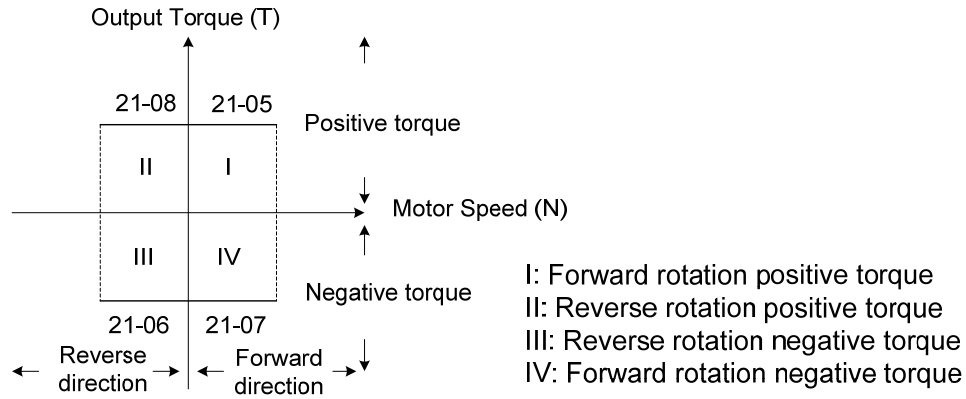 Output Torque (T)
21-08
21-05
Positive torque
II
I
Motor Speed (N)
III
IV
Negative torque
21-06
21-07
Reverse
direction
Forward
direction
I: Forward rotation positive torque
II: Reverse rotation positive torque
III: Reverse rotation negative torque
IV: Forward rotation negative torque